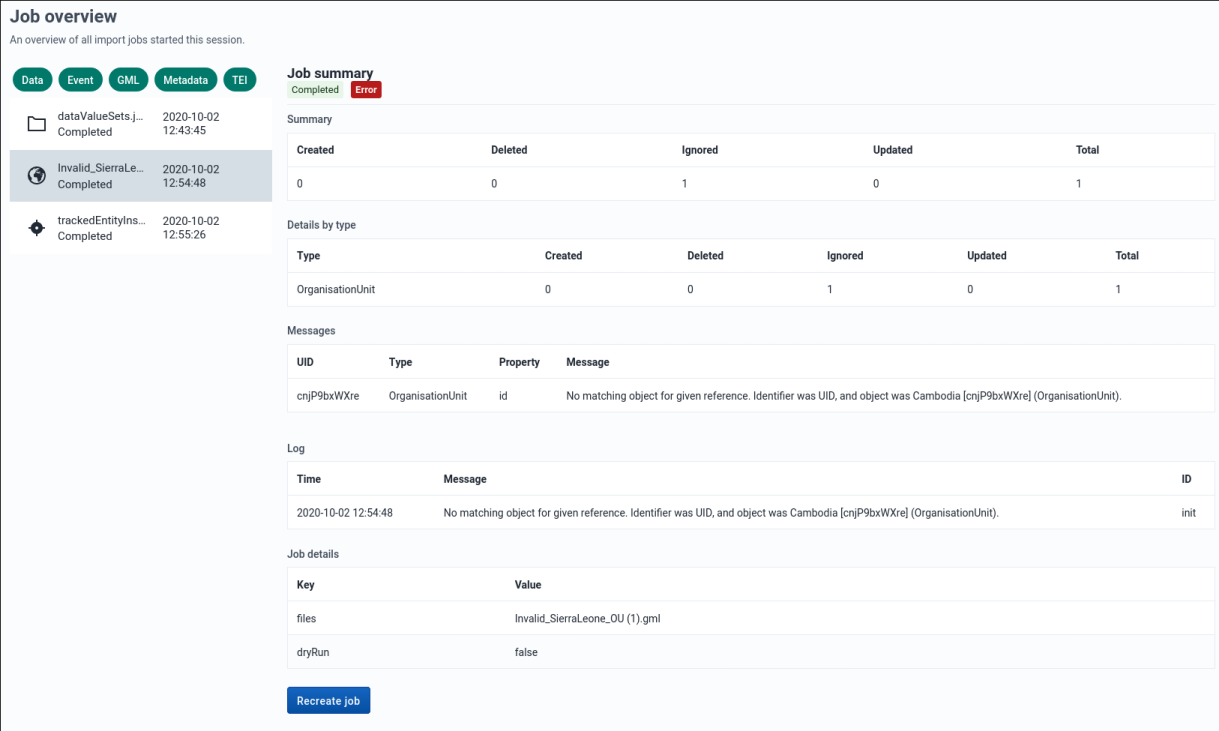 Job overview
An overview of all import jobs started this session.
Data Event GML Metadata TEI
dataValueSets.j... 2020-10-02
Completed 12:43:45
Invalid_SierraLe... 2020-10-02
Completed 12:54:48
trackedEntityIns... 2020-10-02
Completed 12:55:26
Job summary
Completed Error
Summary
Created Deleted Ignored Updated Total
0 0 1 0 1
Details by type
Type Created Deleted Ignored Updated Total
OrganisationUnit 0 0 1 0 1
Messages
UID Type Property Message
cnjP9bxWXre OrganisationUnit id No matching object for given reference. Identifier was UID, and object was Cambodia [cnjP9bxWXre] (OrganisationUnit).
Log
Time Message ID
2020-10-02 12:54:48 No matching object for given reference. Identifier was UID, and object was Cambodia [cnjP9bxWXre] (OrganisationUnit). init
Job details
Key Value
files Invalid_SierraLeone_OU (1).gml
dryRun false
Recreate job